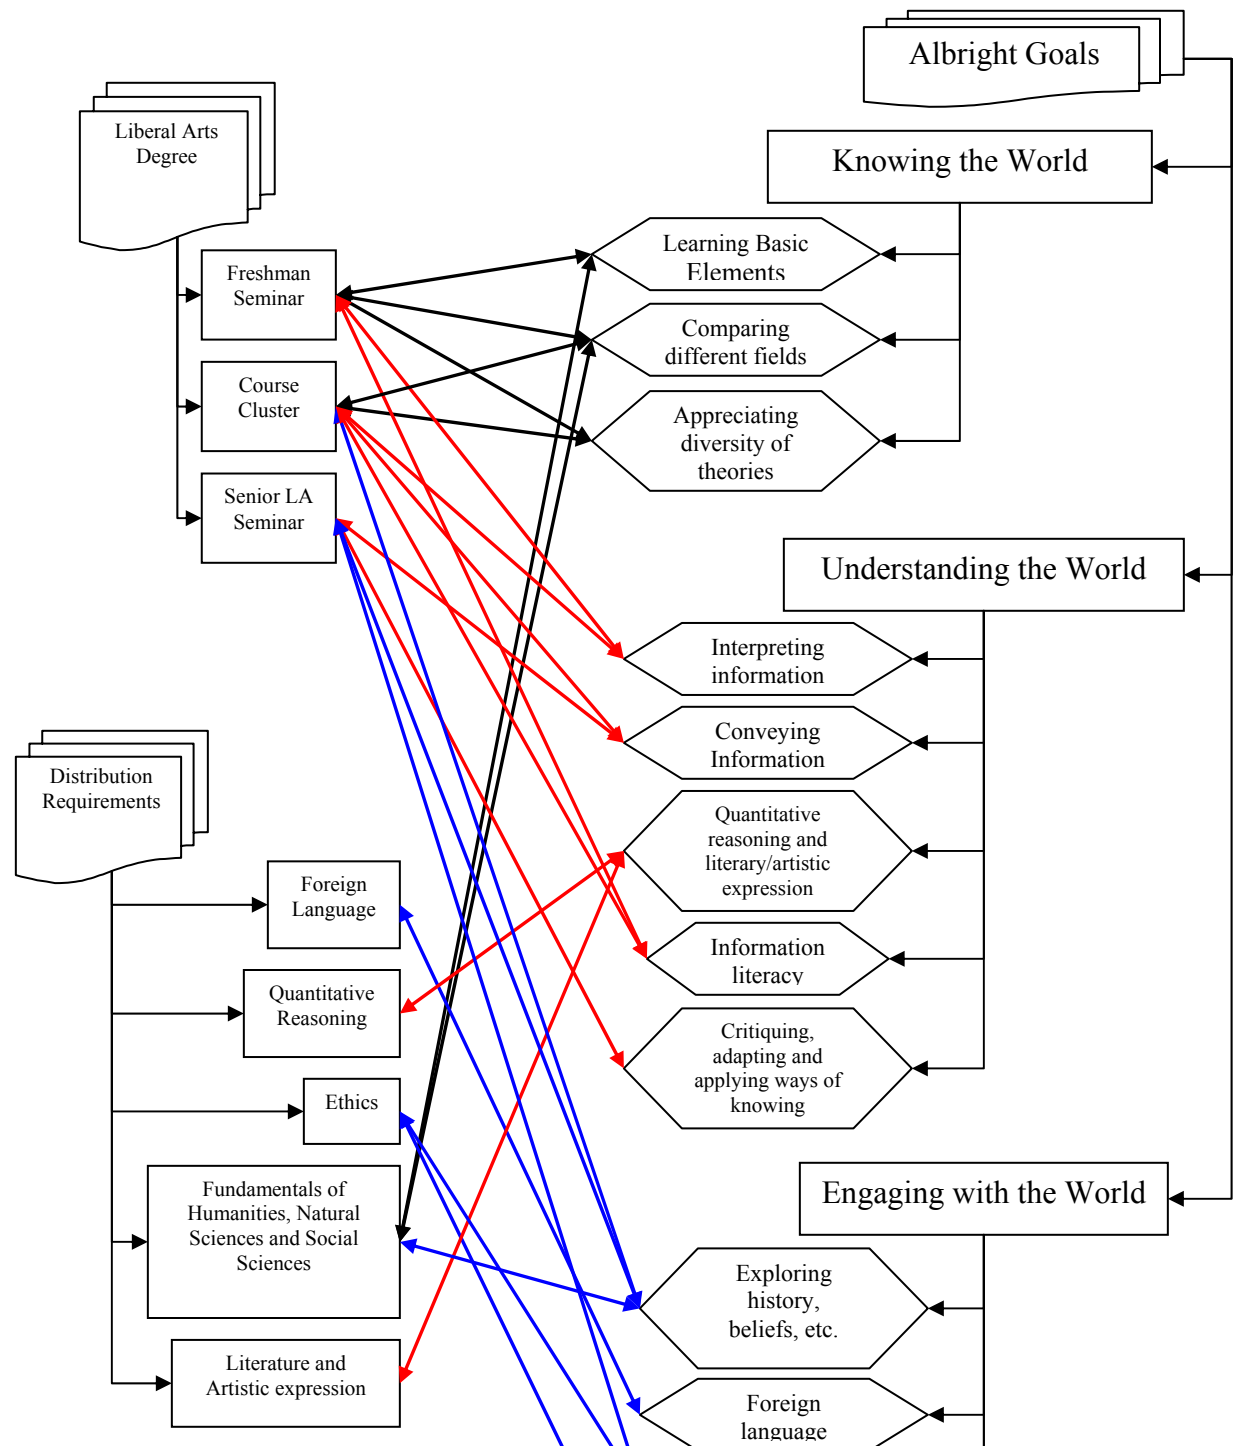 Albright Goals
Liberal Arts
Degree
Knowing the World
Learning Basic
Elements
Freshman
Seminar
Comparing
different fields
Course
Cluster
Appreciating
diversity of
theories
Senior LA
Seminar
Understanding the World
Interpreting
information
Conveying
Information
Distribution
Requirements
Quantitative
reasoning and
literary/artistic
expression
Foreign
Language
Information
literacy
Quantitative
Reasoning
Critiquing,
adapting and
applying ways of
knowing
Ethics
Fundamentals of
Humanities, Natural
Sciences and Social
Sciences
Engaging with the World
Exploring
history,
beliefs, etc.
Literature and
Artistic expression
Foreign
language